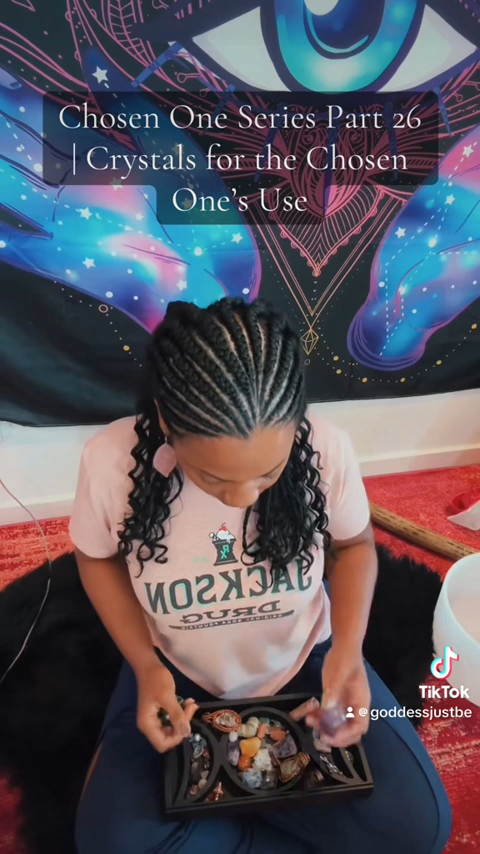 Chosen One Series Part 26
| Crystals for the Chosen
One's Use
JACKSON
DRUG
TikTok
@goddessjustbe